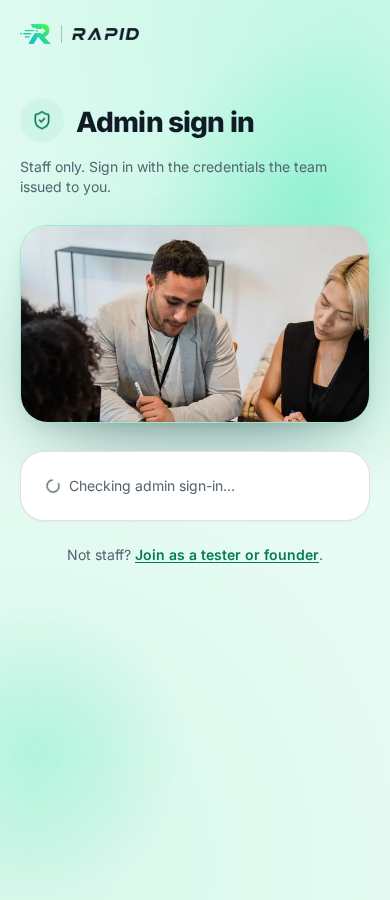 RAPID
Admin sign in
Staff only. Sign in with the credentials the team
issued to you.
Checking admin sign-in...
Not staff? Join as a tester or founder.